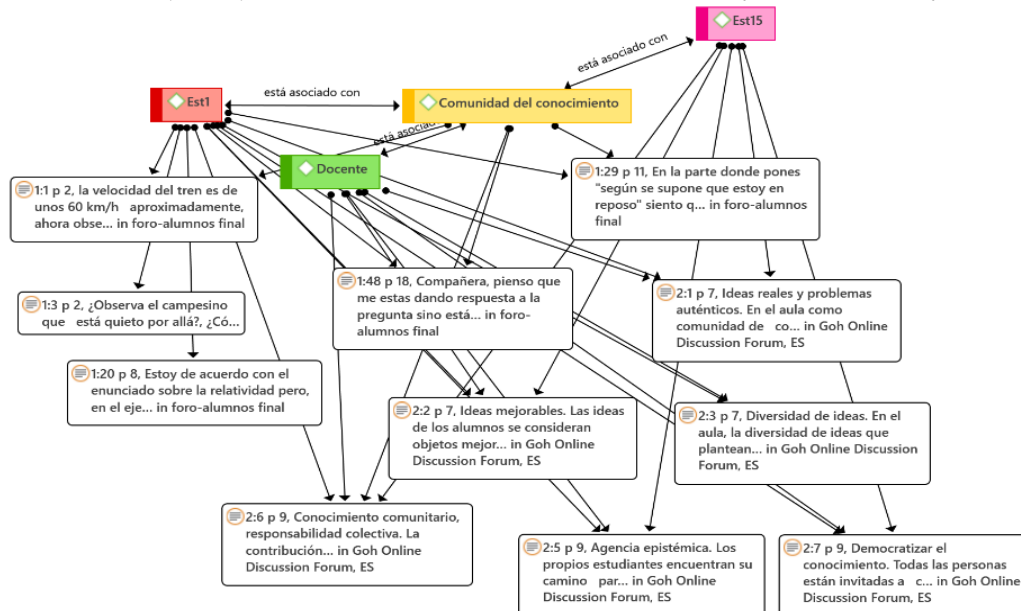 Est15
está asociado con
Est1
está asociado con
Comunidad del conocimiento
está asociado
Docente
1:29 p 11, En la parte donde pones
"según se supone que estoy en
reposo" siento q... in foro-alumnos
final
1:1 p 2, la velocidad del tren es de
unos 60 km/h aproximadamente,
ahora obse... in foro-alumnos final
1:48 p 18, Compañera, pienso que
me estas dando respuesta a la
pregunta sino está... in foro-
alumnos final
2:1 p 7, Ideas reales y problemas
auténticos. En el aula como
comunidad de co... in Goh Online
Discussion Forum, ES
1:3 p 2, ¿Observa el campesino
que está quieto por allá?, ¿Có...
1:20 p 8, Estoy de acuerdo con el
enunciado sobre la relatividad pero,
en el eje... in foro-alumnos final
2:2 p 7, Ideas mejorables. Las ideas
de los alumnos se consideran
objetos mejor... in Goh Online
Discussion Forum, ES
2:3 p 7, Diversidad de ideas. En el
aula, la diversidad de ideas que
plantean... in Goh Online Discussion
Forum, ES
2:6 p 9, Conocimiento comunitario,
responsabilidad colectiva. La
contribución... in Goh Online
Discussion Forum, ES
2:5 p 9, Agencia epistémica. Los
propios estudiantes encuentran su
camino par... in Goh Online
Discussion Forum, ES
2:7 p 9, Democratizar el
conocimiento. Todas las personas
están invitadas a c... in Goh Online
Discussion Forum, ES